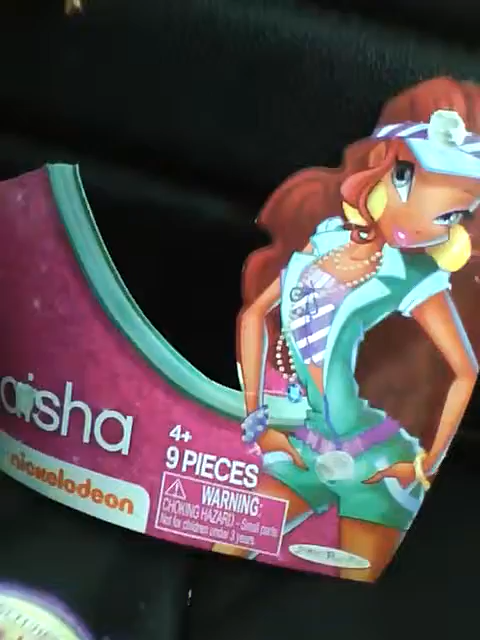 aisha
nickelodeon
4+
9 PIECES
WARNING:
CHOKING HAZARD - Small parts
Not for children under 3 years.